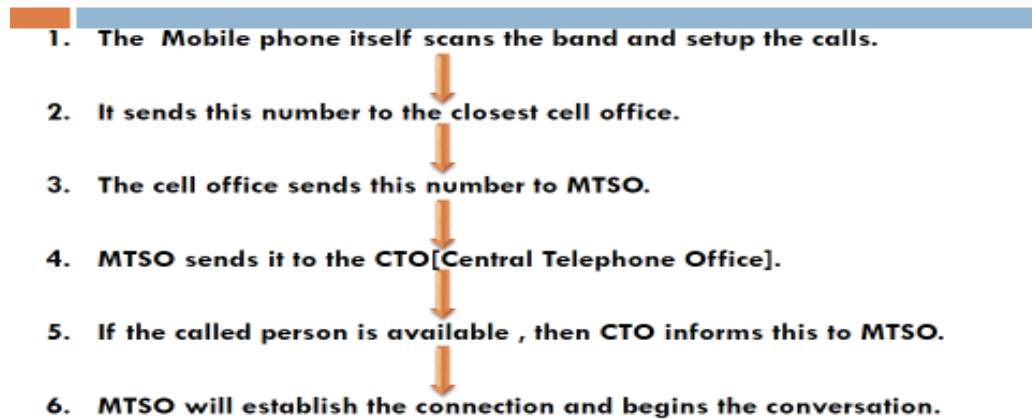 1. The Mobile phone itself scans the band and setup the calls.
2. It sends this number to the closest cell office.
3. The cell office sends this number to MTSO.
4. MTSO sends it to the CTO[Central Telephone Office].
5. If the called person is available , then CTO informs this to MTSO.
6. MTSO will establish the connection and begins the conversation.